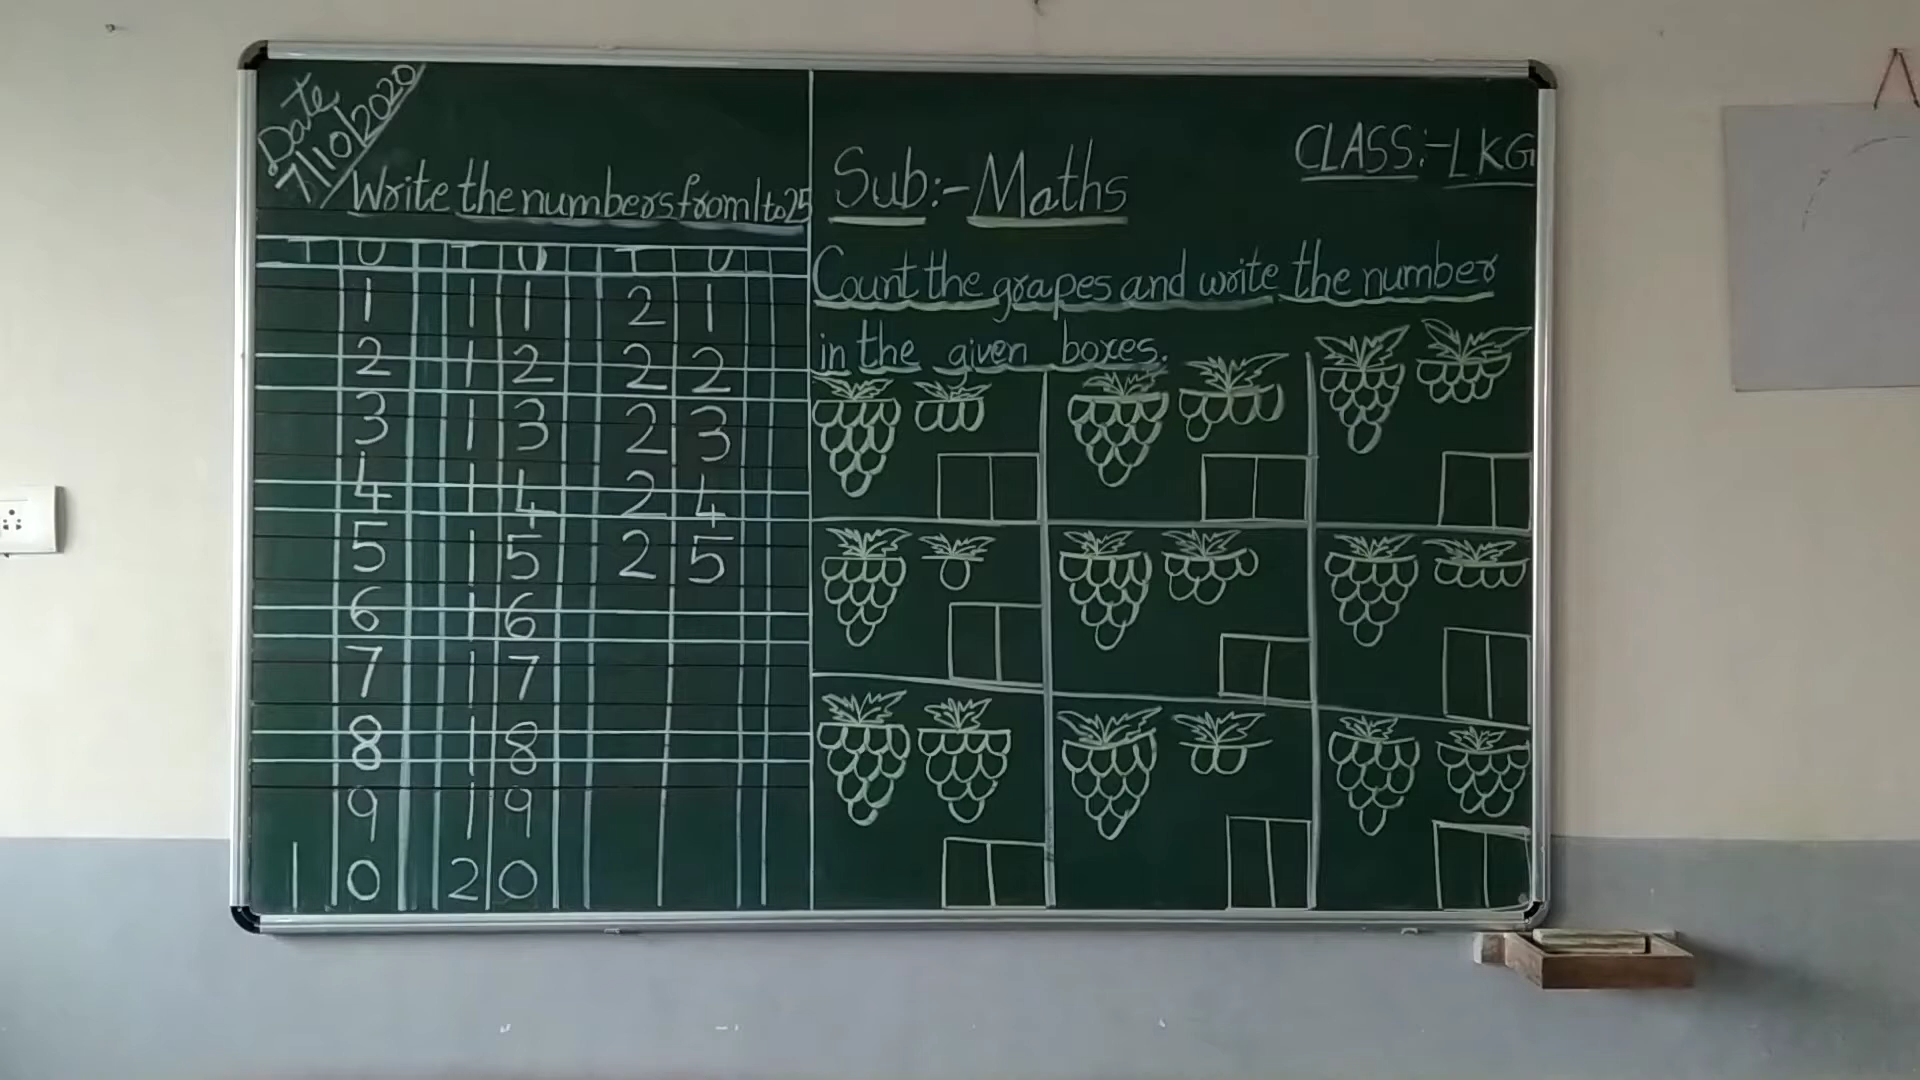 Date
7/10/2020
Write the numbers from 1 to 25
T U T U T U
1 1 1 2 1
2 1 2 2 2
3 1 3 2 3
4 1 4 2 4
5 1 5 2 5
6 1 6
7 1 7
8 1 8
9 1 9
1 0 2 0
CLASS:-LKG
Sub:-Maths
Count the grapes and write the number
in the given boxes.